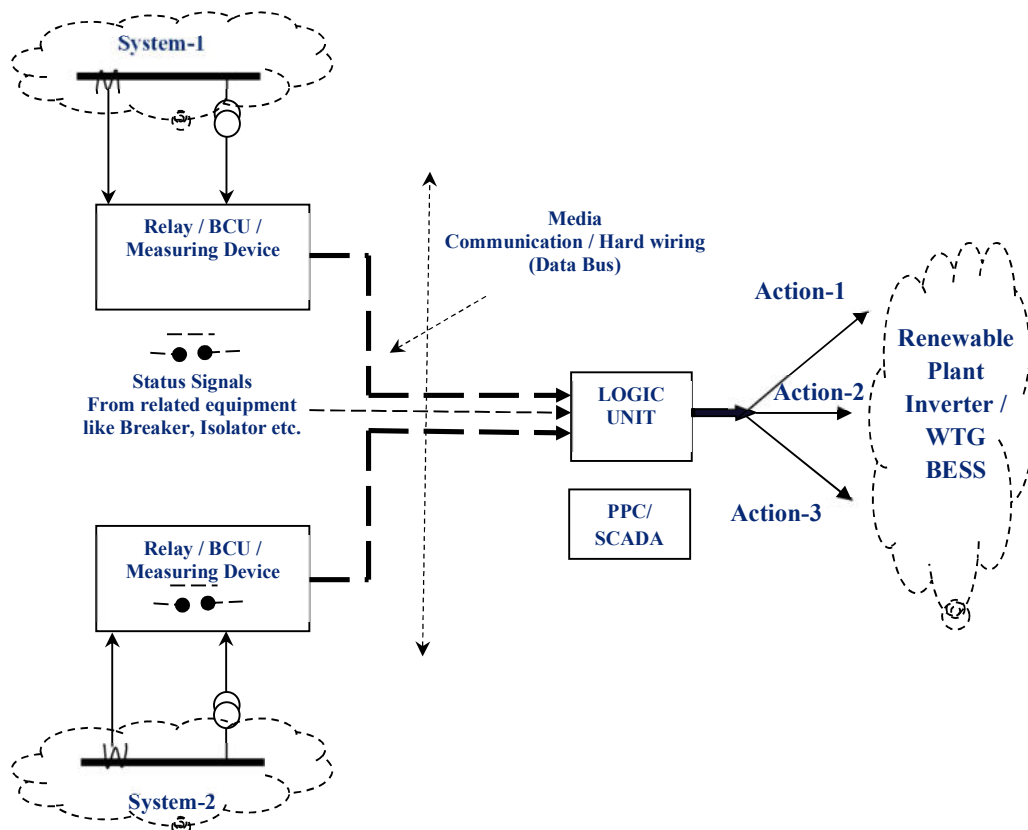 System-1
Relay / BCU /
Measuring Device
Media
Communication / Hard wiring
(Data Bus)
Status Signals
From related equipment
like Breaker, Isolator etc.
LOGIC
UNIT
PPC/
SCADA
Action-1
Action-2
Action-3
Renewable
Plant
Inverter /
WTG
BESS
Relay / BCU /
Measuring Device
System-2